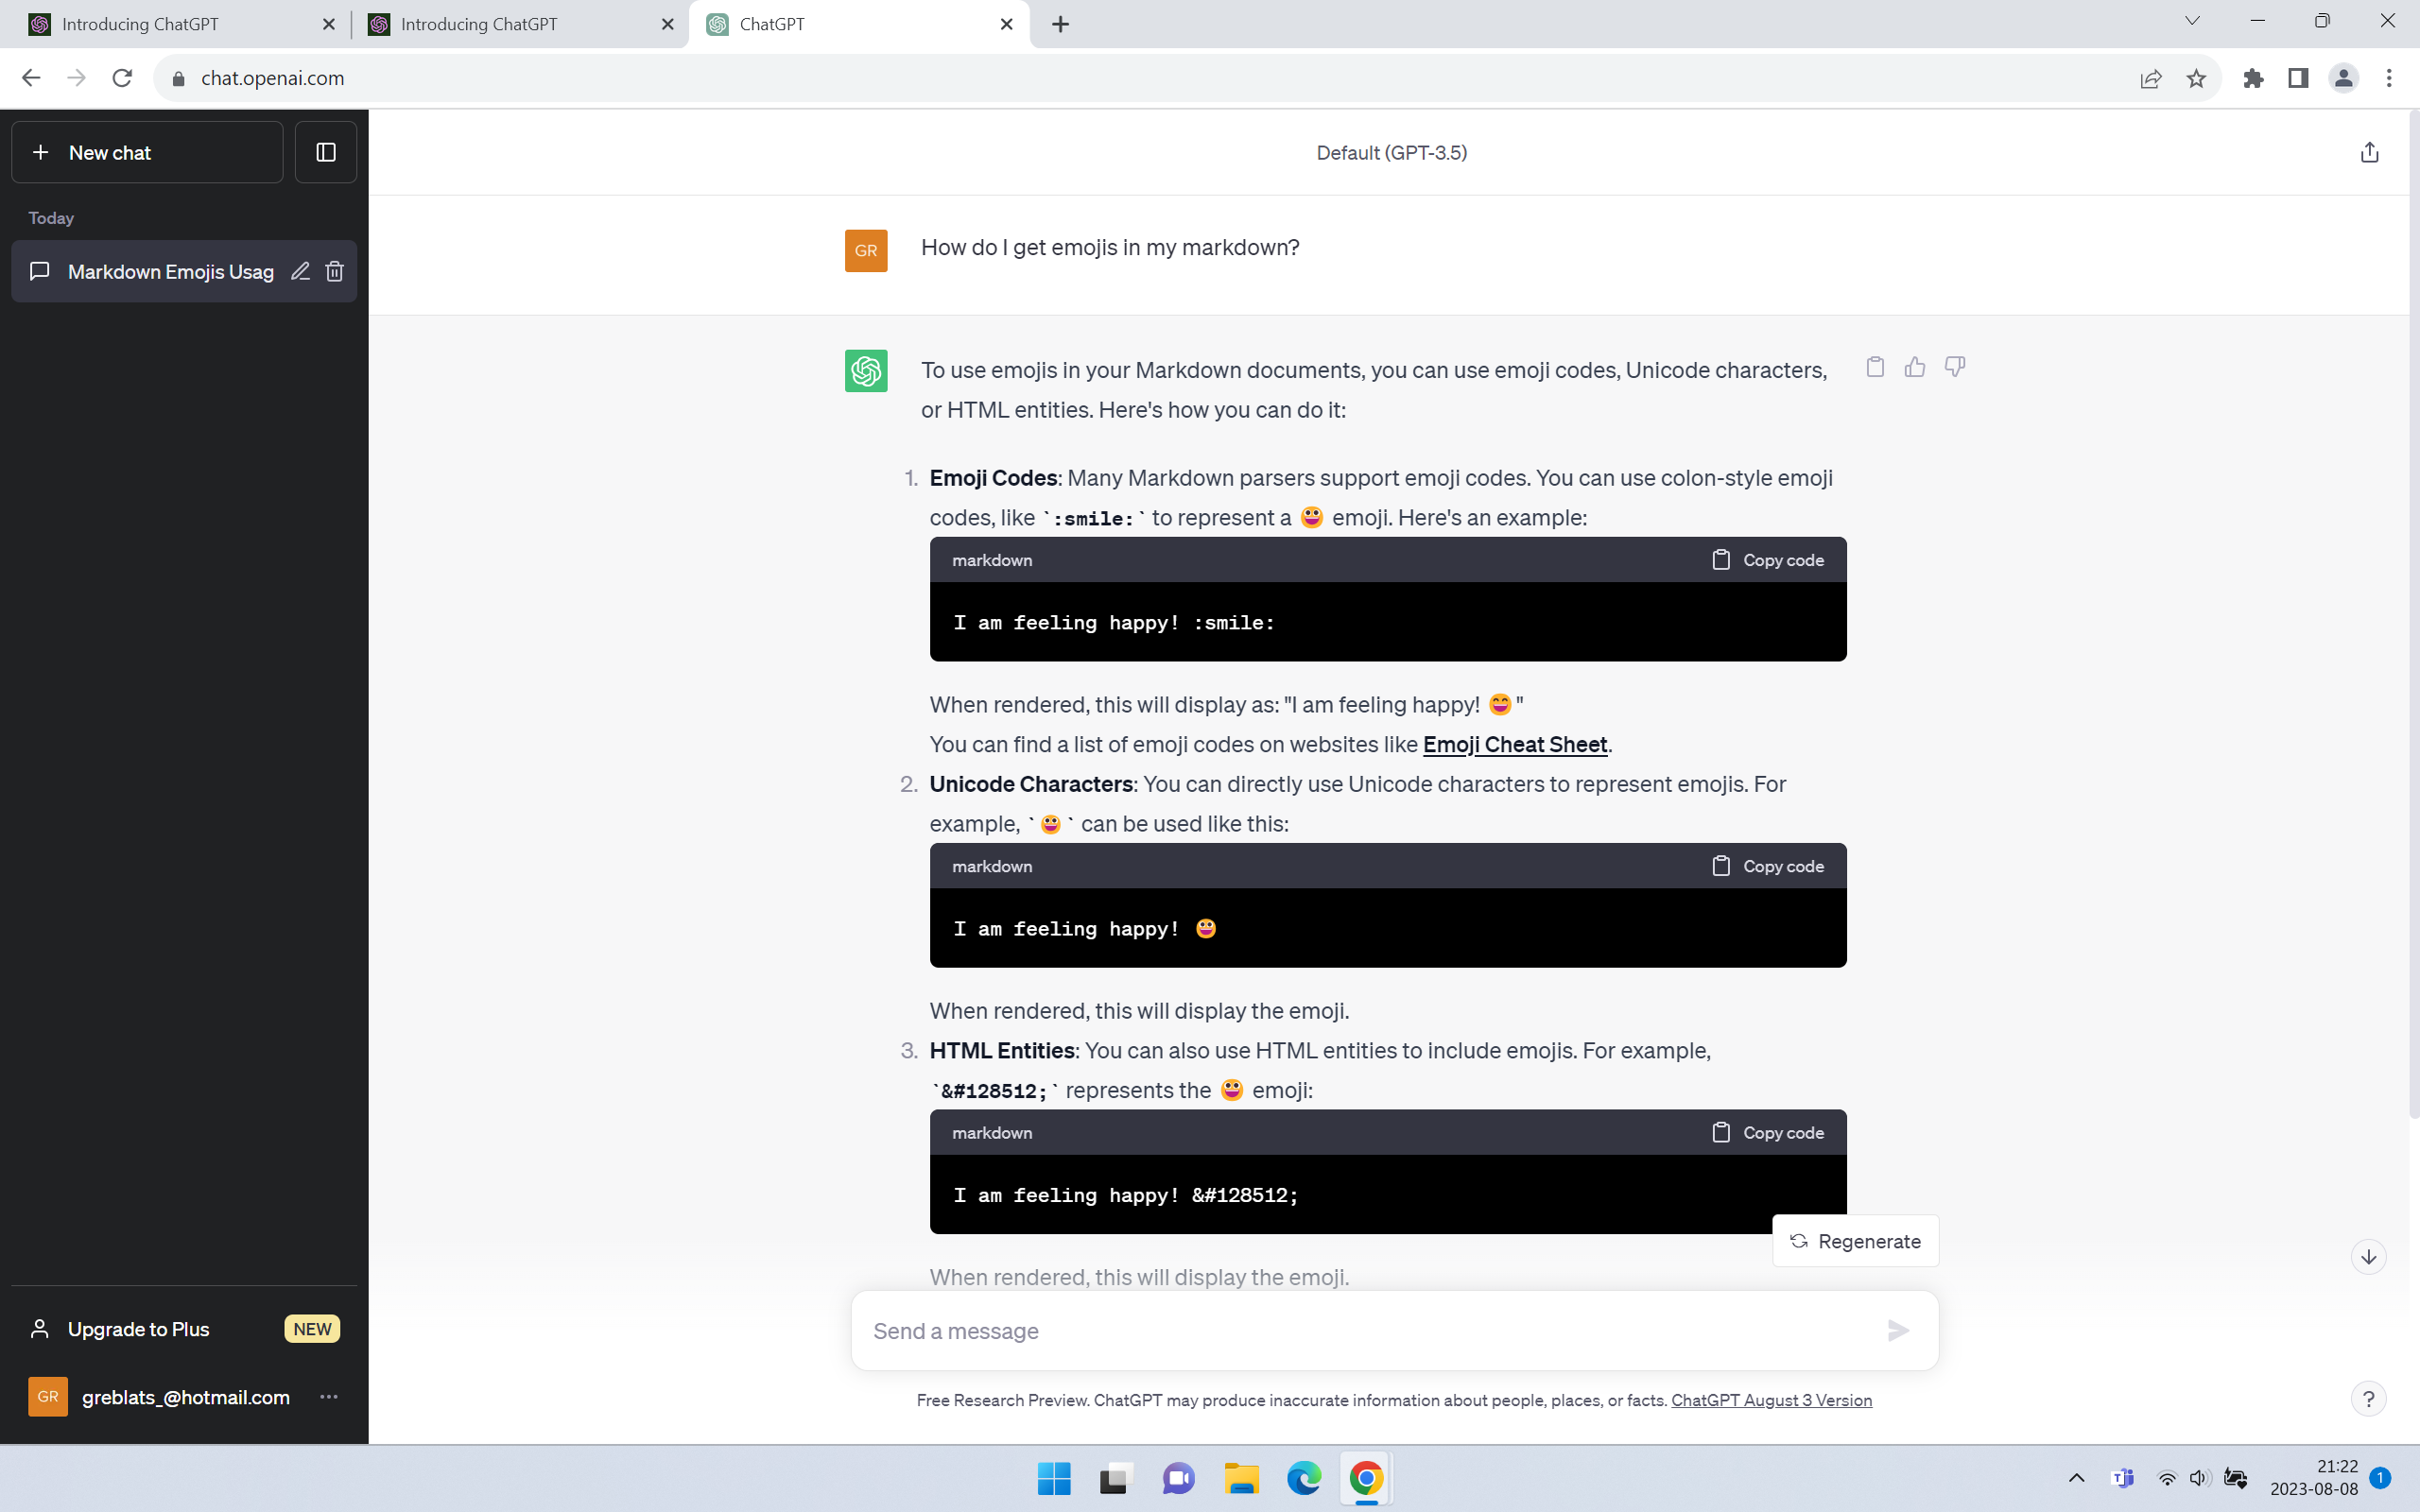 Introducing ChatGPT
Introducing ChatGPT
ChatGPT
chat.openai.com
New chat
Today
Markdown Emojis Usag
Default (GPT-3.5)
GR
How do I get emojis in my markdown?
To use emojis in your Markdown documents, you can use emoji codes, Unicode characters,
or HTML entities. Here's how you can do it:
1. Emoji Codes: Many Markdown parsers support emoji codes. You can use colon-style emoji
codes, like `:smile:` to represent a 😀 emoji. Here's an example:
markdown
Copy code
I am feeling happy! :smile:
When rendered, this will display as: "I am feeling happy! 😄"
You can find a list of emoji codes on websites like Emoji Cheat Sheet.
2. Unicode Characters: You can directly use Unicode characters to represent emojis. For
example, `😀` can be used like this:
markdown
Copy code
I am feeling happy! 😀
When rendered, this will display the emoji.
3. HTML Entities: You can also use HTML entities to include emojis. For example,
`&#128512;` represents the 😀 emoji:
markdown
Copy code
I am feeling happy! &#128512;
When rendered, this will display the emoji.
Regenerate
Send a message
Free Research Preview. ChatGPT may produce inaccurate information about people, places, or facts. ChatGPT August 3 Version
?
Upgrade to Plus
NEW
GR
greblats_@hotmail.com
21:22
2023-08-08
1